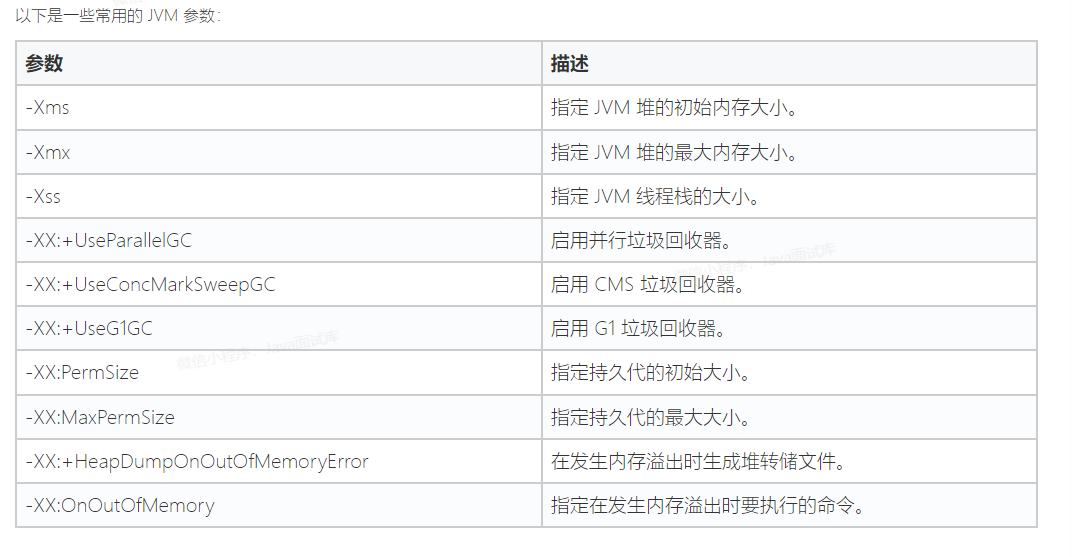 以下是一些常用的 JVM 参数：
参数 描述
-Xms 指定 JVM 堆的初始内存大小。
-Xmx 指定 JVM 堆的最大内存大小。
-Xss 指定 JVM 线程栈的大小。
-XX:+UseParallelGC 启用并行垃圾回收器。
微信小程序：Java面试库
-XX:+UseConcMarkSweepGC 启用 CMS 垃圾回收器。
-XX:+UseG1GC 启用 G1 垃圾回收器。
微信小程序：Java面试库
-XX:PermSize 指定持久代的初始大小。
-XX:MaxPermSize 指定持久代的最大大小。
-XX:+HeapDumpOnOutOfMemoryError 在发生内存溢出时生成堆转储文件。
-XX:OnOutOfMemory 指定在发生内存溢出时要执行的命令。